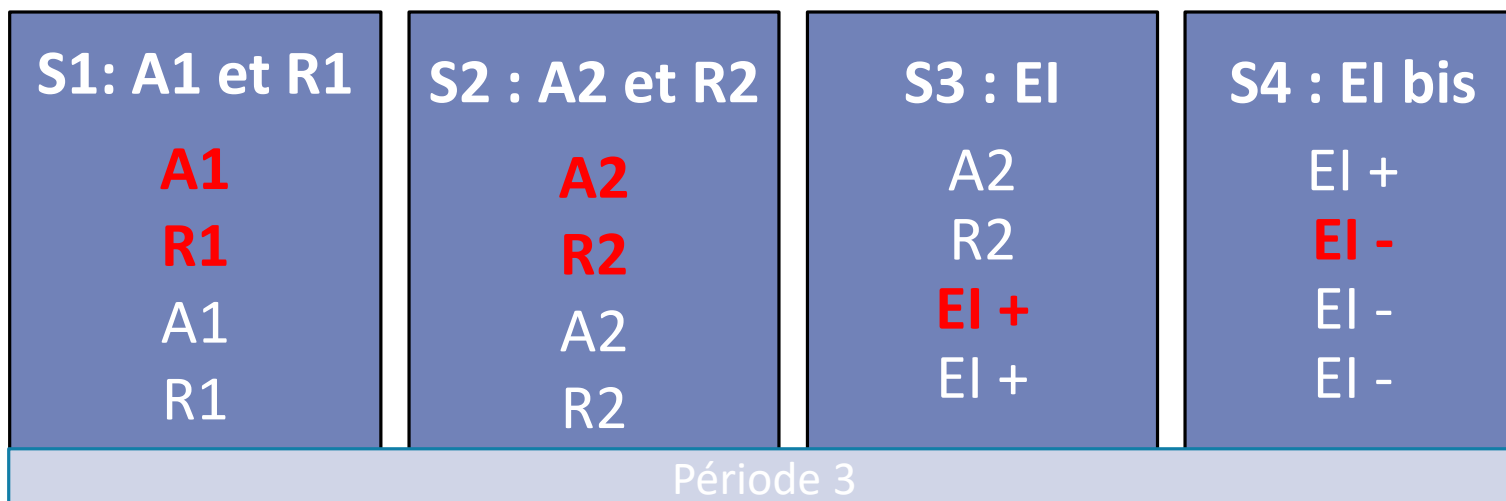 S1: A1 et R1
A1
R1
A1
R1
S2 : A2 et R2
A2
R2
A2
R2
S3 : EI
A2
R2
EI +
EI +
S4 : EI bis
EI +
EI -
EI -
EI -
Période 3